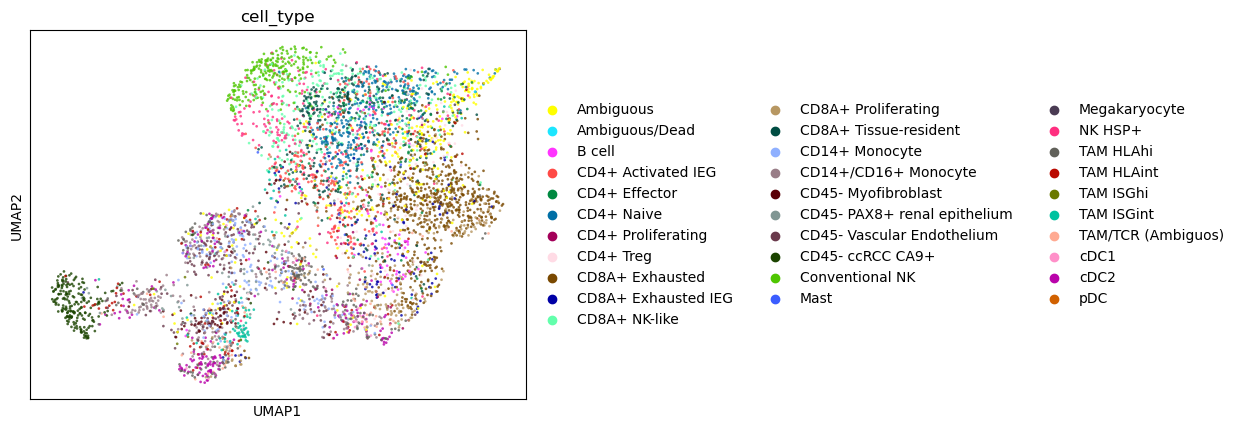 cell_type
UMAP2
UMAP1
Ambiguous
Ambiguous/Dead
B cell
CD4+ Activated IEG
CD4+ Effector
CD4+ Naive
CD4+ Proliferating
CD4+ Treg
CD8A+ Exhausted
CD8A+ Exhausted IEG
CD8A+ NK-like
CD8A+ Proliferating
CD8A+ Tissue-resident
CD14+ Monocyte
CD14+/CD16+ Monocyte
CD45- Myofibroblast
CD45- PAX8+ renal epithelium
CD45- Vascular Endothelium
CD45- ccRCC CA9+
Conventional NK
Mast
Megakaryocyte
NK HSP+
TAM HLAhi
TAM HLAint
TAM ISGhi
TAM ISGint
TAM/TCR (Ambiguos)
cDC1
cDC2
pDC